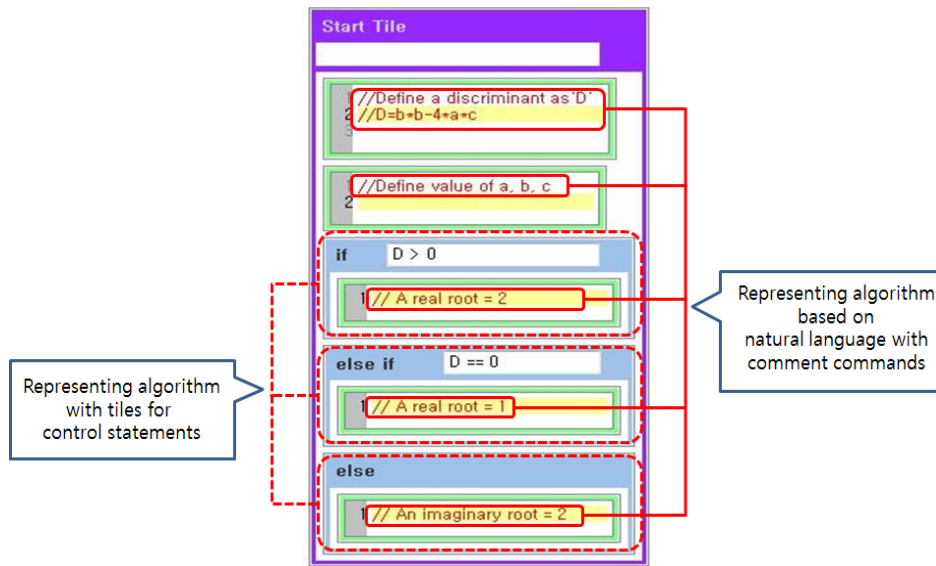 Start Tile
1 //Define a discriminant as 'D'
2 //D=b*b-4*a*c
3
1 //Define value of a, b, c
2
if D > 0
1 // A real root = 2
else if D == 0
1 // A real root = 1
else
1 // An imaginary root = 2
Representing algorithm
with tiles for
control statements
Representing algorithm
based on
natural language with
comment commands